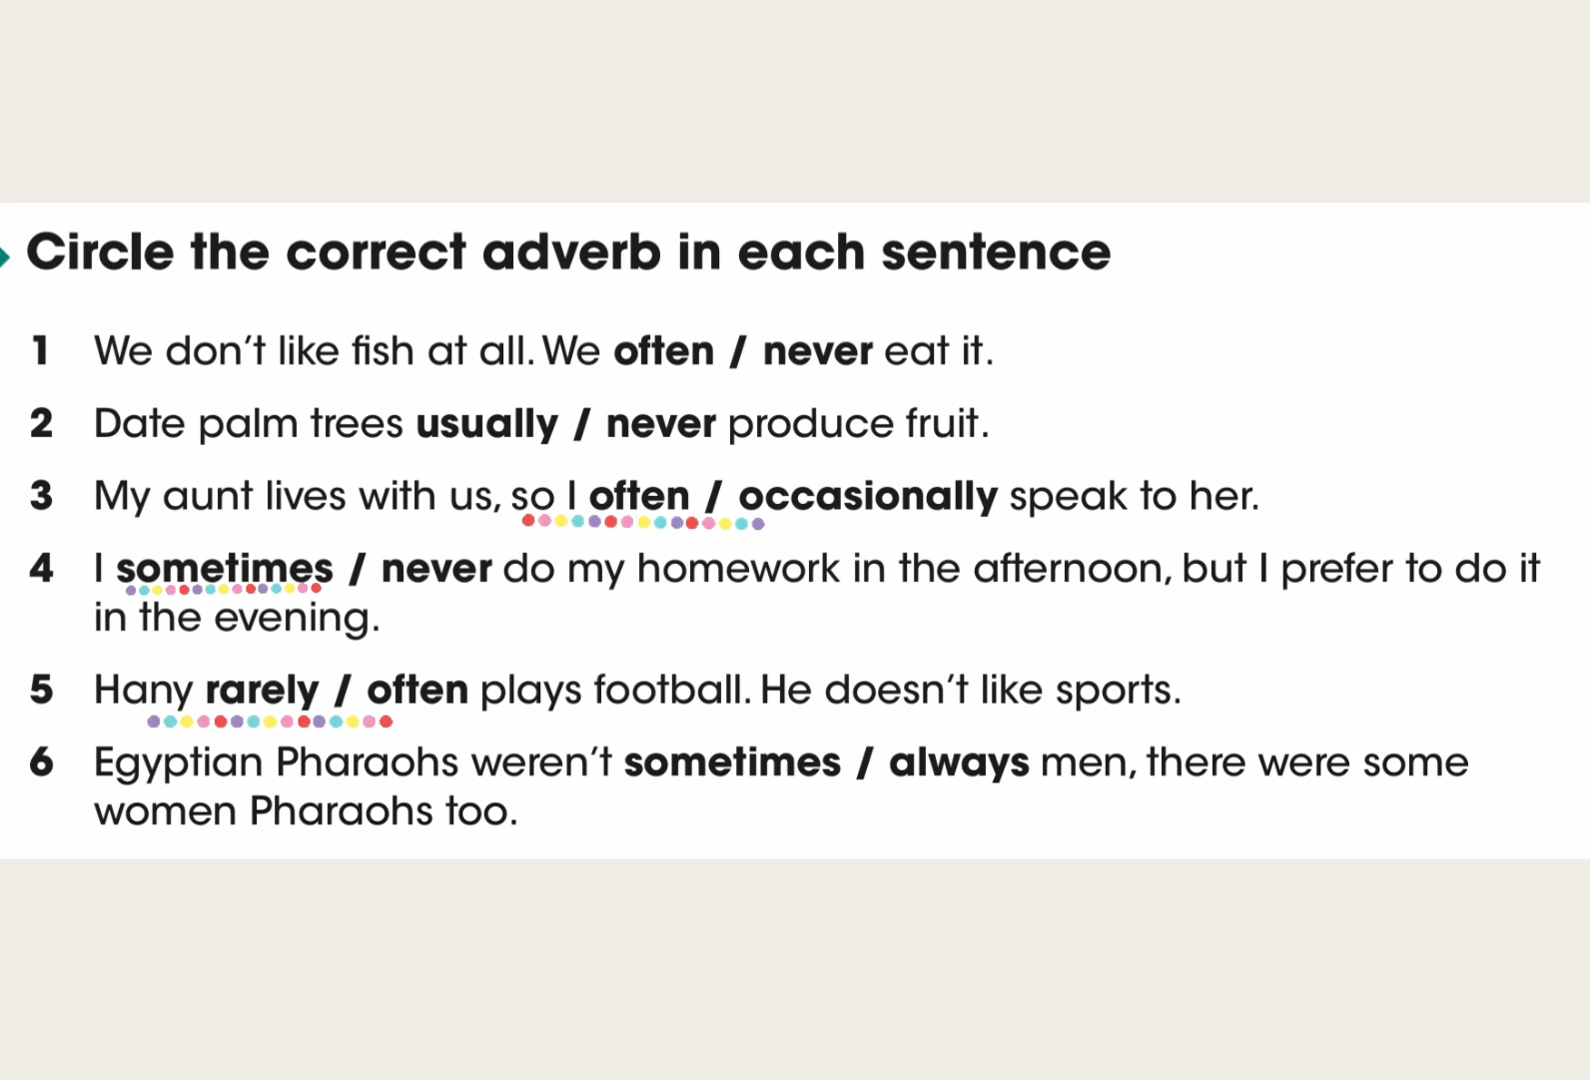 Circle the correct adverb in each sentence
1 We don't like fish at all. We often / never eat it.
2 Date palm trees usually / never produce fruit.
3 My aunt lives with us, so I often / occasionally speak to her.
4 I sometimes / never do my homework in the afternoon, but I prefer to do it
in the evening.
5 Hany rarely / often plays football. He doesn't like sports.
6 Egyptian Pharaohs weren't sometimes / always men, there were some
women Pharaohs too.